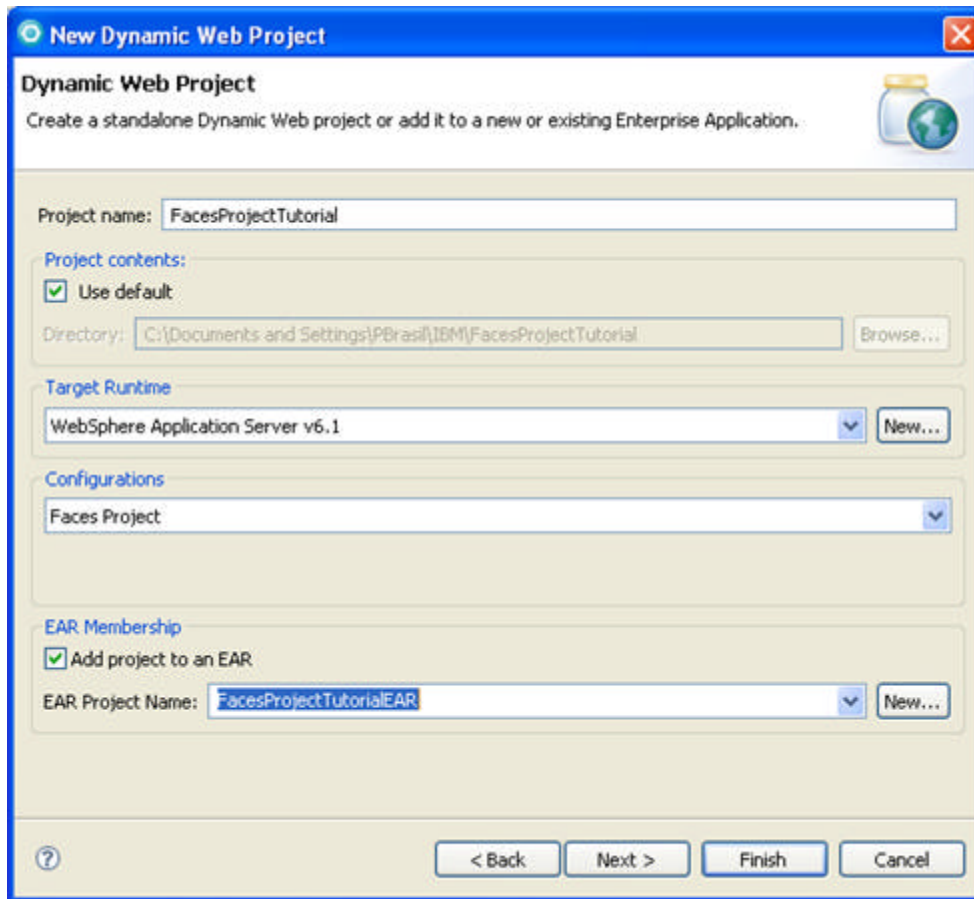 New Dynamic Web Project
Dynamic Web Project
Create a standalone Dynamic Web project or add it to a new or existing Enterprise Application.
Project name: FacesProjectTutorial
Project contents:
Use default
Directory: C:\Documents and Settings\PBrasil\IBM\FacesProjectTutorial Browse...
Target Runtime
WebSphere Application Server v6.1 New...
Configurations
Faces Project
EAR Membership
Add project to an EAR
EAR Project Name: FacesProjectTutorialEAR New...
? < Back Next > Finish Cancel